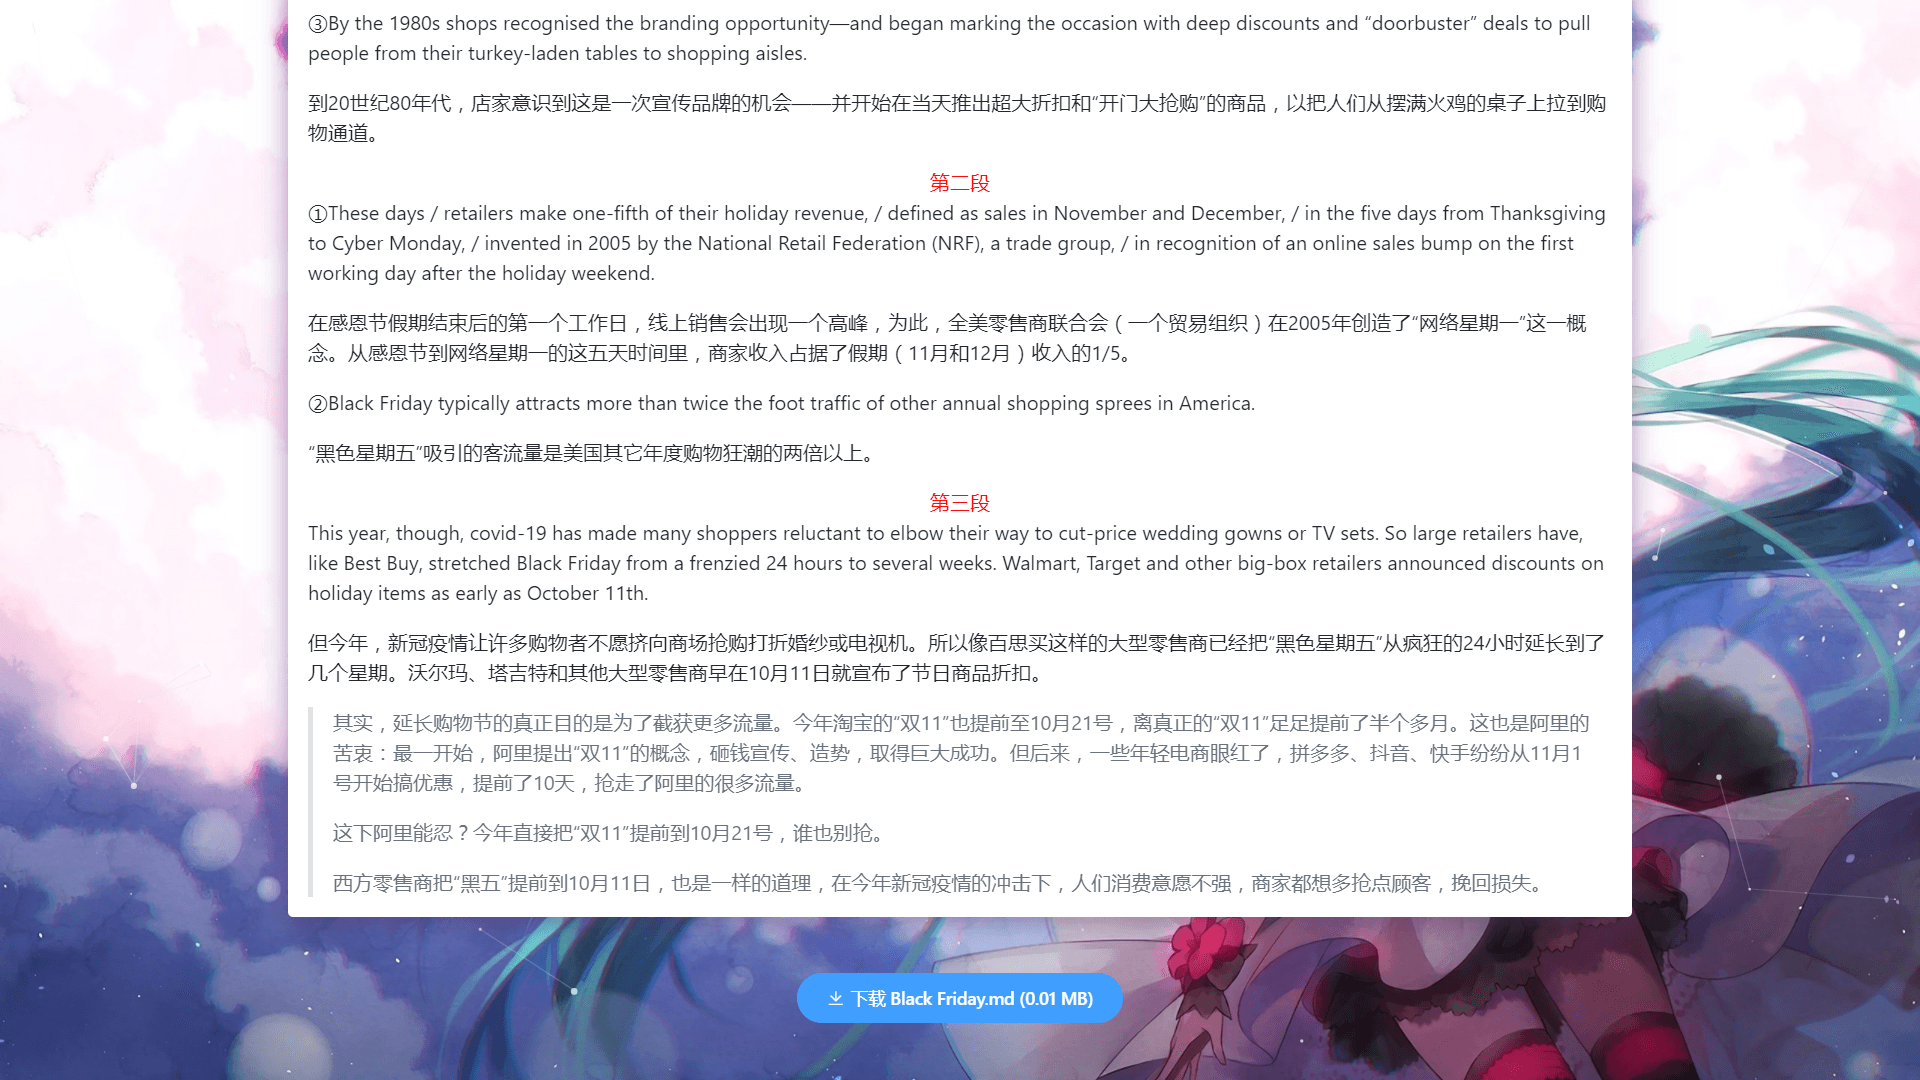 ③By the 1980s shops recognised the branding opportunity—and began marking the occasion with deep discounts and “doorbuster” deals to pull
people from their turkey-laden tables to shopping aisles.
到20世纪80年代，店家意识到这是一次宣传品牌的机会——并开始在当天推出超大折扣和“开门大抢购”的商品，以把人们从摆满火鸡的桌子上拉到购
物通道。
第二段
①These days / retailers make one-fifth of their holiday revenue, / defined as sales in November and December, / in the five days from Thanksgiving
to Cyber Monday, / invented in 2005 by the National Retail Federation (NRF), a trade group, / in recognition of an online sales bump on the first
working day after the holiday weekend.
在感恩节假期结束后的第一个工作日，线上销售会出现一个高峰，为此，全美零售商联合会（一个贸易组织）在2005年创造了“网络星期一”这一概
念。从感恩节到网络星期一的这五天时间里，商家收入占据了假期（11月和12月）收入的1/5。
②Black Friday typically attracts more than twice the foot traffic of other annual shopping sprees in America.
“黑色星期五”吸引的客流量是美国其它年度购物狂潮的两倍以上。
第三段
This year, though, covid-19 has made many shoppers reluctant to elbow their way to cut-price wedding gowns or TV sets. So large retailers have,
like Best Buy, stretched Black Friday from a frenzied 24 hours to several weeks. Walmart, Target and other big-box retailers announced discounts on
holiday items as early as October 11th.
但今年，新冠疫情让许多购物者不愿挤向商场抢购打折婚纱或电视机。所以像百思买这样的大型零售商已经把“黑色星期五”从疯狂的24小时延长到了
几个星期。沃尔玛、塔吉特和其他大型零售商早在10月11日就宣布了节日商品折扣。
其实，延长购物节的真正目的是为了截获更多流量。今年淘宝的“双11”也提前至10月21号，离真正的“双11”足足提前了半个多月。这也是阿里的
苦衷：最一开始，阿里提出“双11”的概念，砸钱宣传、造势，取得巨大成功。但后来，一些年轻电商眼红了，拼多多、抖音、快手纷纷从11月1
号开始搞优惠，提前了10天，抢走了阿里的很多流量。
这下阿里能忍？今年直接把“双11”提前到10月21号，谁也别抢。
西方零售商把“黑五”提前到10月11日，也是一样的道理，在今年新冠疫情的冲击下，人们消费意愿不强，商家都想多抢点顾客，挽回损失。
下载 Black Friday.md (0.01 MB)